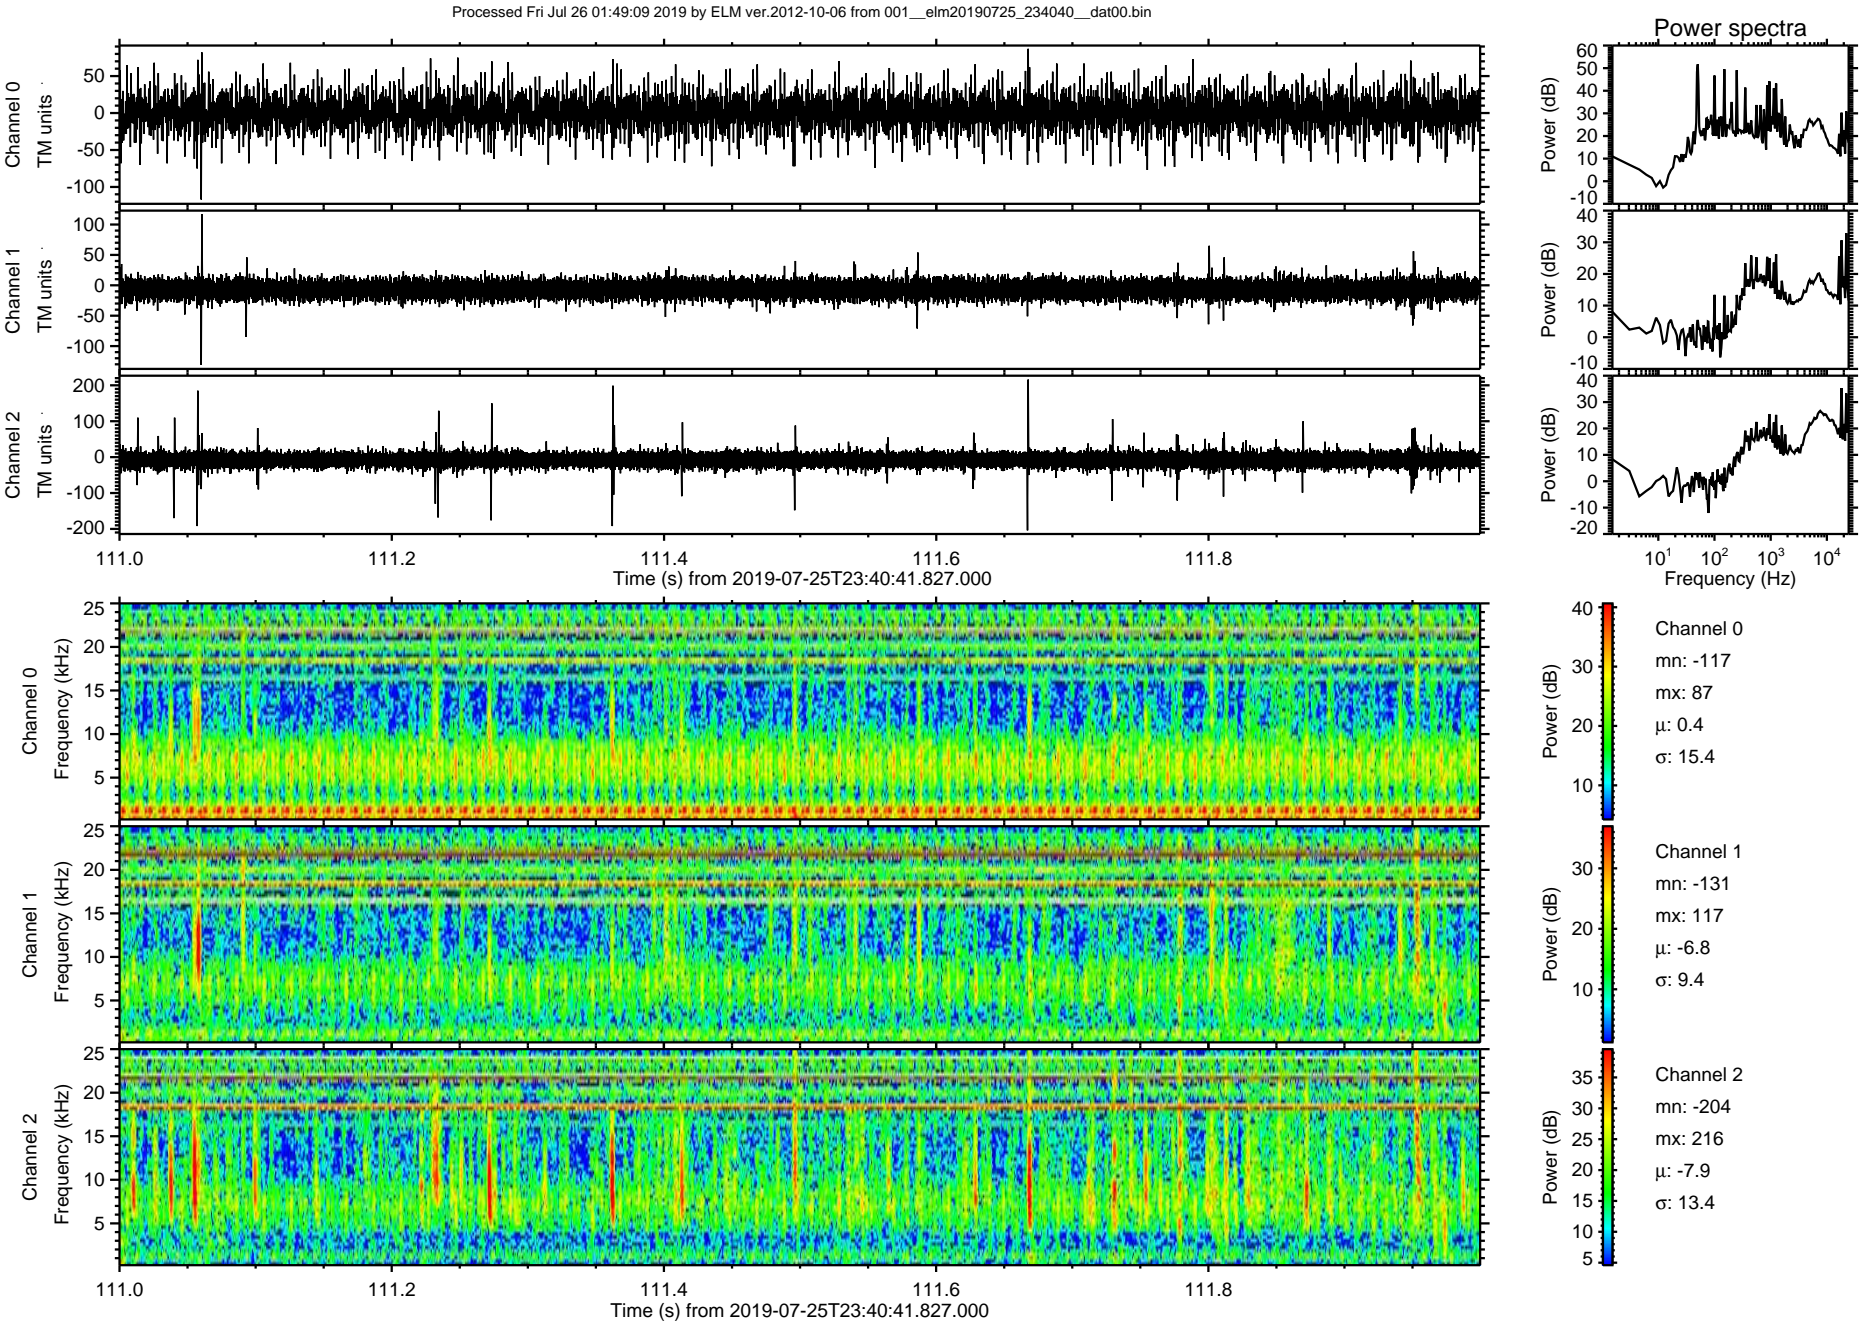 Processed Fri Jul 26 01:49:09 2019 by ELM ver.2012-10-06 from 001__elm20190725_234040__dat00.bin
Power spectra
Channel 0
TM units
50
0
-50
-100
Power (dB)
60
50
40
30
20
10
0
-10
Channel 1
TM units
100
50
0
-50
-100
Power (dB)
40
30
20
10
0
-10
Channel 2
TM units
200
100
0
-100
-200
Power (dB)
40
30
20
10
0
-10
-20
111.0 111.2 111.4 111.6 111.8
Time (s) from 2019-07-25T23:40:41.827.000
10^1 10^2 10^3 10^4
Frequency (Hz)
Channel 0
Frequency (kHz)
25
20
15
10
5
Power (dB)
40
30
20
10
Channel 0
mn: -117
mx: 87
μ: 0.4
σ: 15.4
Channel 1
Frequency (kHz)
25
20
15
10
5
Power (dB)
30
20
10
Channel 1
mn: -131
mx: 117
μ: -6.8
σ: 9.4
Channel 2
Frequency (kHz)
25
20
15
10
5
Power (dB)
35
30
25
20
15
10
5
Channel 2
mn: -204
mx: 216
μ: -7.9
σ: 13.4
111.0 111.2 111.4 111.6 111.8
Time (s) from 2019-07-25T23:40:41.827.000